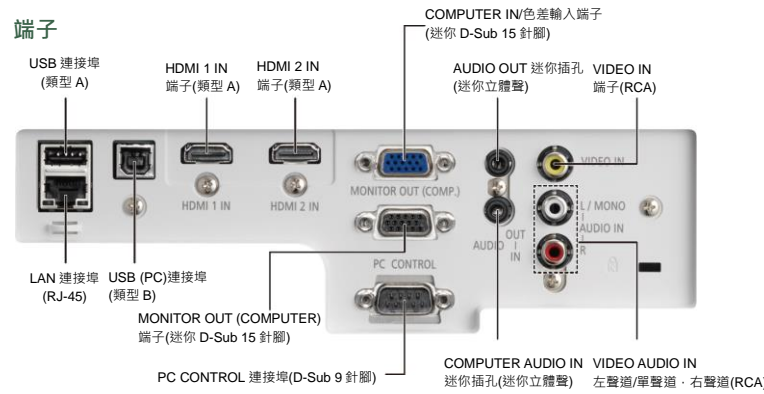 端子
COMPUTER IN/色差輸入端子
(迷你 D-Sub 15 針腳)
USB 連接埠
(類型 A)
HDMI 1 IN
端子(類型 A)
HDMI 2 IN
端子(類型 A)
AUDIO OUT 迷你插孔
(迷你立體聲)
VIDEO IN
端子(RCA)
VIDEO IN
MONITOR OUT (COMP.)
HDMI 1 IN
HDMI 2 IN
L / MONO
AUDIO IN
R
OUT
AUDIO
IN
PC CONTROL
LAN 連接埠
(RJ-45)
USB (PC)連接埠
(類型 B)
MONITOR OUT (COMPUTER)
端子(迷你 D-Sub 15 針腳)
PC CONTROL 連接埠(D-Sub 9 針腳)
COMPUTER AUDIO IN
迷你插孔(迷你立體聲)
VIDEO AUDIO IN
左聲道/單聲道．右聲道(RCA)